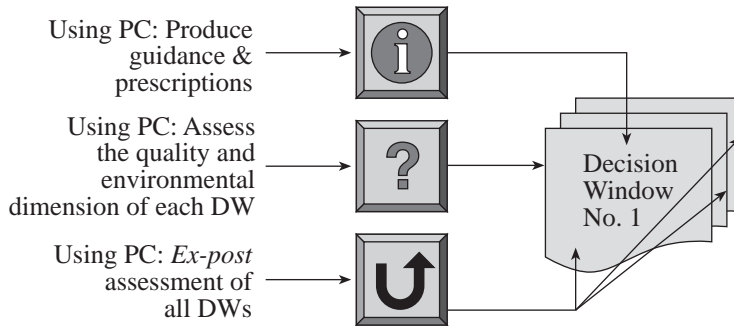 Using PC: Produce
guidance &
prescriptions
i
Using PC: Assess
the quality and
environmental
dimension of each DW
?
Decision
Window
No. 1
Using PC: Ex-post
assessment of
all DWs